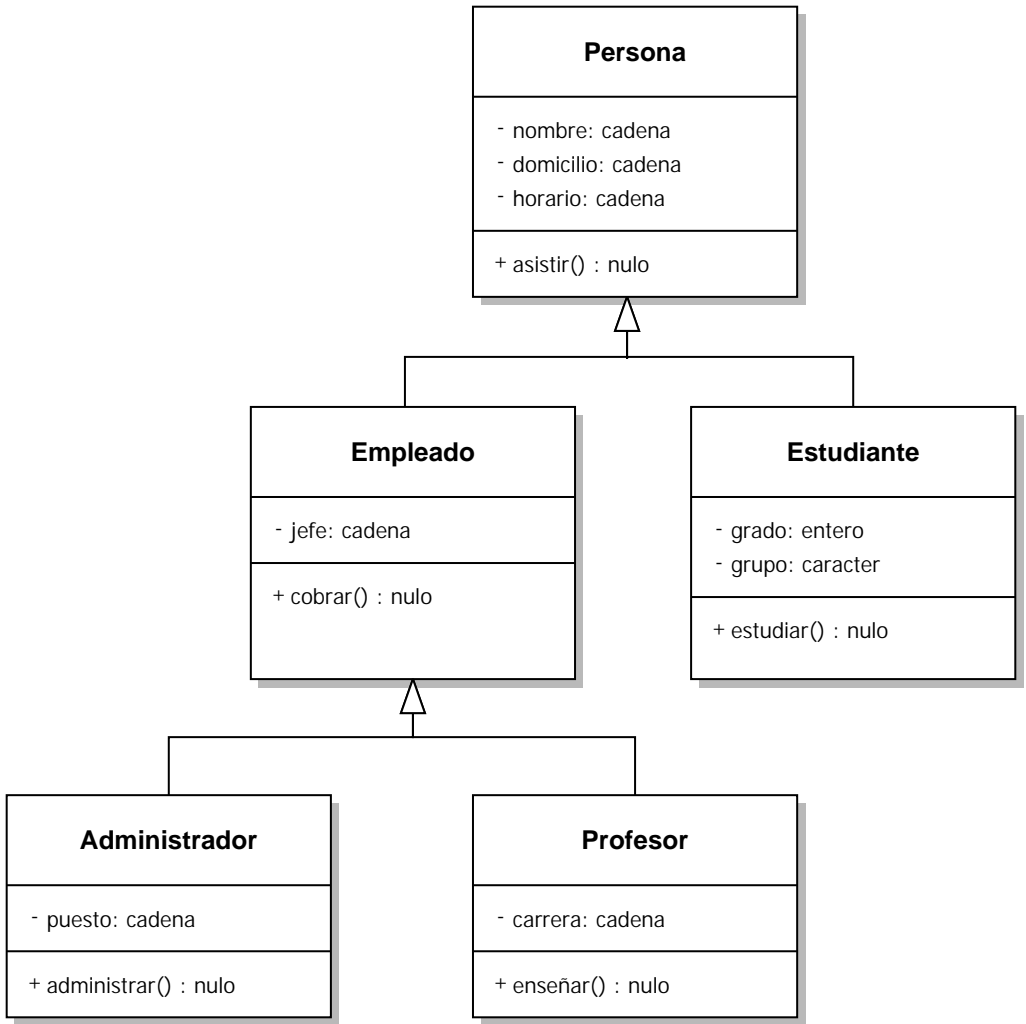 Persona
- nombre: cadena
- domicilio: cadena
- horario: cadena
+ asistir() : nulo
Empleado
- jefe: cadena
+ cobrar() : nulo
Estudiante
- grado: entero
- grupo: caracter
+ estudiar() : nulo
Administrador
- puesto: cadena
+ administrar() : nulo
Profesor
- carrera: cadena
+ enseñar() : nulo